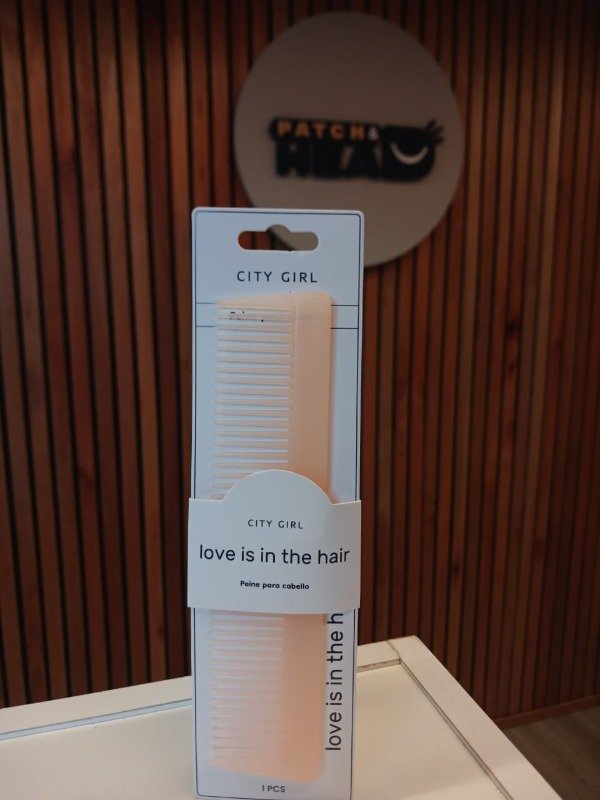 PATCH &
HEAD
CITY GIRL
CITY GIRL
love is in the hair
Peine para cabello
love is in the h
1 PCS